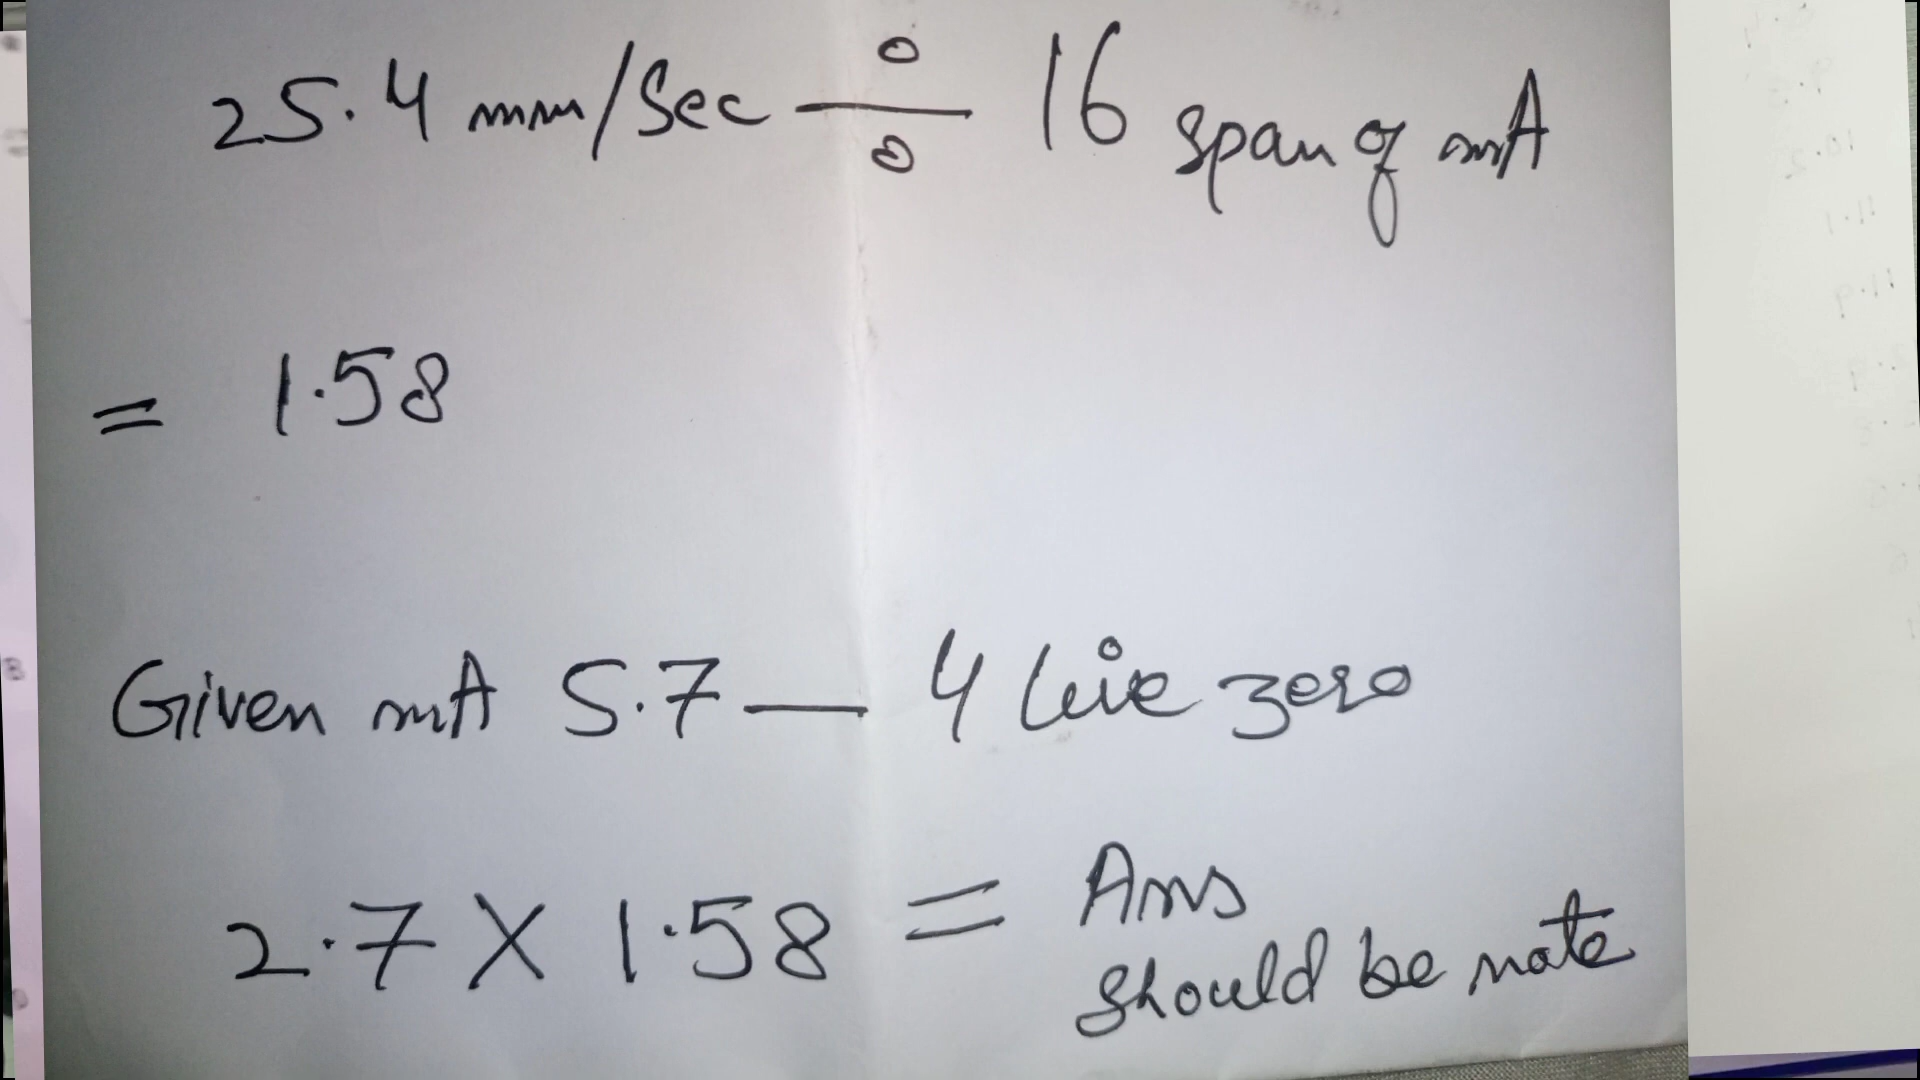 25.4 mm/Sec ÷ 16 span of mA
= 1.58
Given mA 5.7 — 4 live zero
2.7 X 1.58 = Ans
should be note